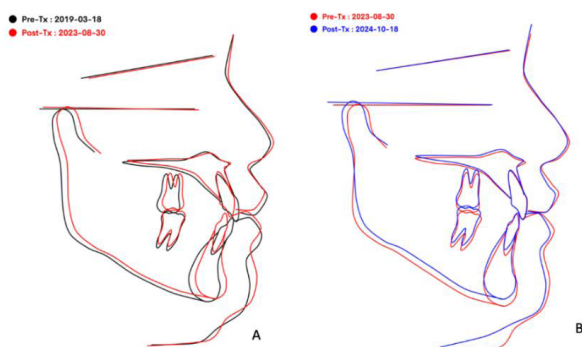 Pre-Tx : 2019-03-18
Post-Tx : 2023-08-30
A
Pre-Tx : 2023-08-30
Post-Tx : 2024-10-18
B